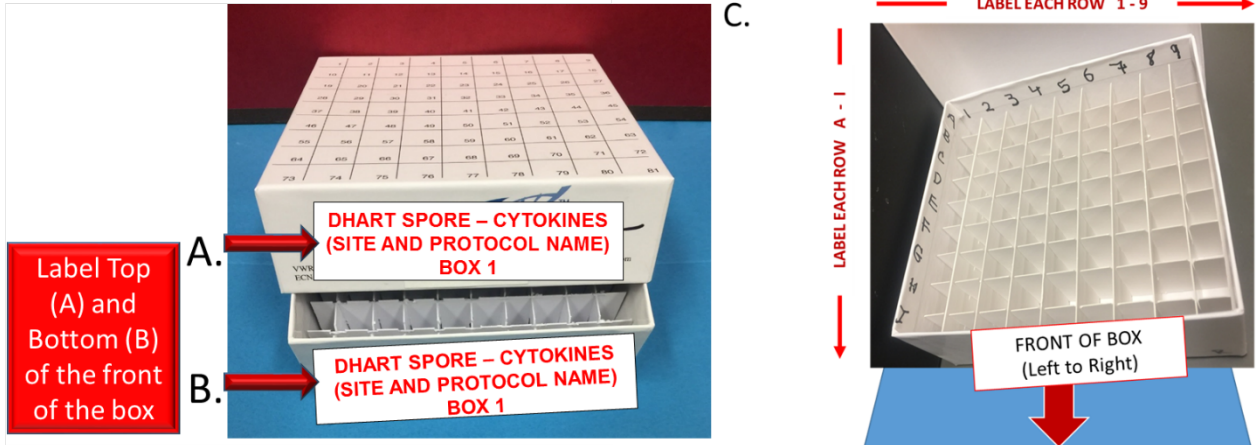 C.
LABEL EACH ROW 1 - 9
1 2 3 4 5 6 7 8 9
10 11 12 13 14 15 16 17 18
19 20 21 22 23 24 25 26 27
28 29 30 31 32 33 34 35 36
37 38 39 40 41 42 43 44 45
46 47 48 49 50 51 52 53 54
55 56 57 58 59 60 61 62 63
64 65 66 67 68 69 70 71 72
73 74 75 76 77 78 79 80 81
A.
DHART SPORE – CYTOKINES
(SITE AND PROTOCOL NAME)
BOX 1
VWR
Label Top
(A) and
Bottom (B)
of the front
of the box
B.
DHART SPORE – CYTOKINES
(SITE AND PROTOCOL NAME)
BOX 1
LABEL EACH ROW A - I
1 2 3 4 5 6 7 8 9
A
B
C
D
E
F
G
H
I
FRONT OF BOX
(Left to Right)